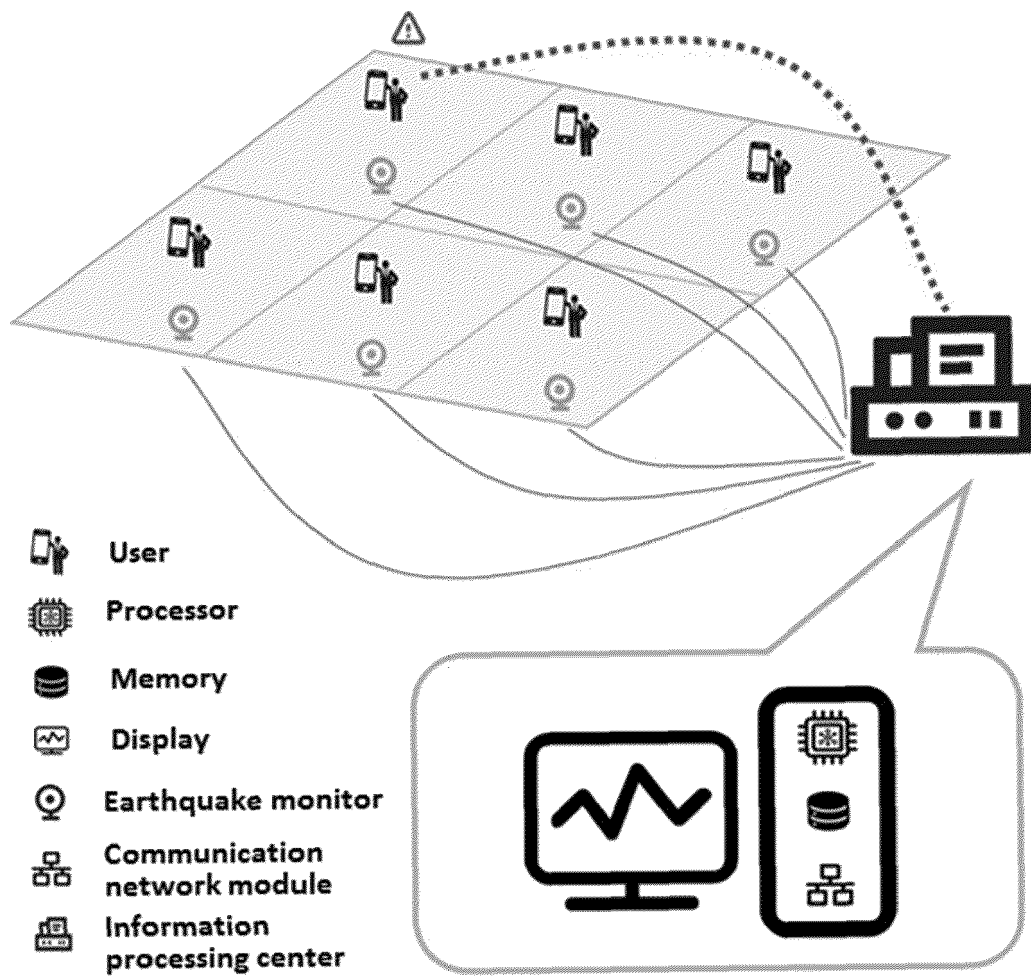 User
Processor
Memory
Display
Earthquake monitor
Communication
network module
Information
processing center